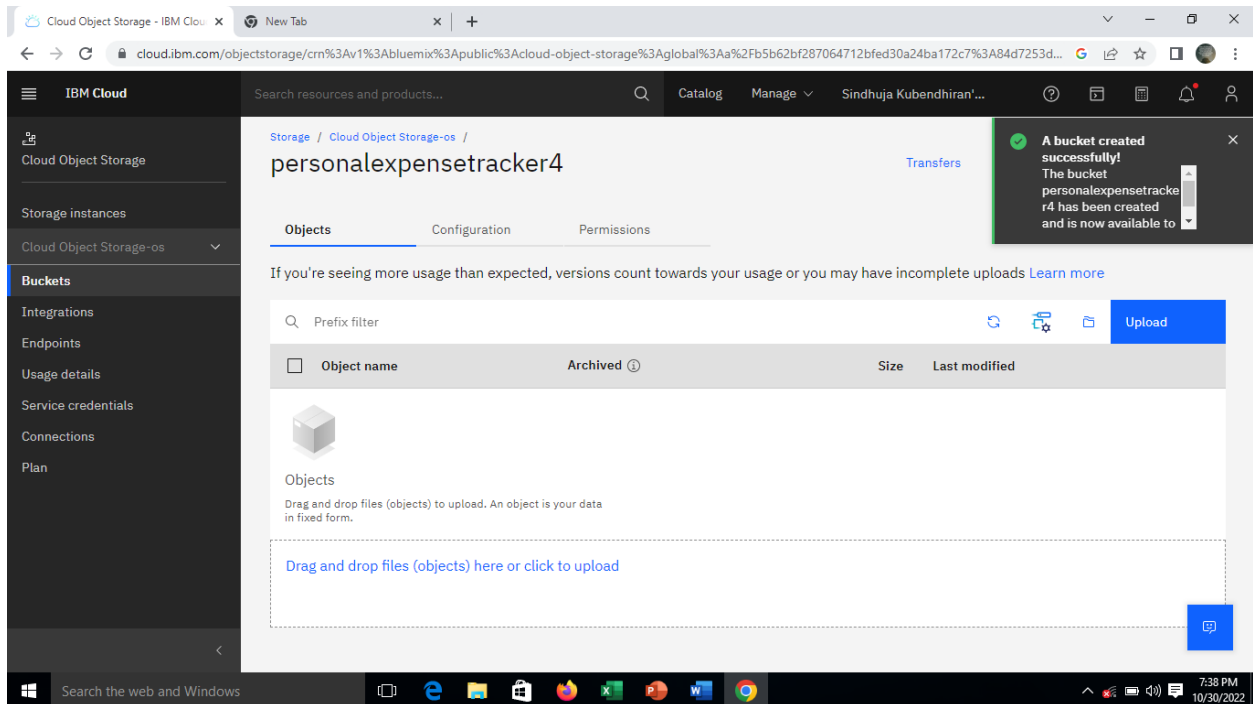 Cloud Object Storage - IBM Clou
New Tab
cloud.ibm.com/objectstorage/crn%3Av1%3Abluemix%3Apublic%3Acloud-object-storage%3Aglobal%3Aa%2Fb5b62bf287064712bfed30a24ba172c7%3A84d7253d...
IBM Cloud
Search resources and products...
Catalog
Manage
Sindhuja Kubendhiran'...
Cloud Object Storage
Storage instances
Cloud Object Storage-os
Buckets
Integrations
Endpoints
Usage details
Service credentials
Connections
Plan
Storage / Cloud Object Storage-os /
personalexpensetracker4
Transfers
A bucket created
successfully!
The bucket
personalexpensetracke
r4 has been created
and is now available to
Objects
Configuration
Permissions
If you're seeing more usage than expected, versions count towards your usage or you may have incomplete uploads Learn more
Prefix filter
Upload
Object name
Archived
Size
Last modified
Objects
Drag and drop files (objects) to upload. An object is your data
in fixed form.
Drag and drop files (objects) here or click to upload
Search the web and Windows
7:38 PM
10/30/2022